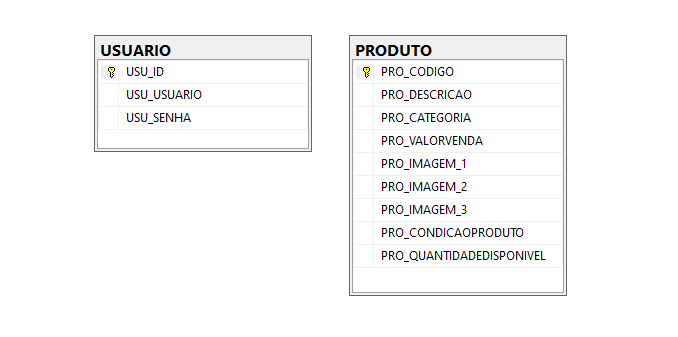 USUARIO
USU_ID
USU_USUARIO
USU_SENHA
PRODUTO
PRO_CODIGO
PRO_DESCRICAO
PRO_CATEGORIA
PRO_VALORVENDA
PRO_IMAGEM_1
PRO_IMAGEM_2
PRO_IMAGEM_3
PRO_CONDICAOPRODUTO
PRO_QUANTIDADEDISPONIVEL